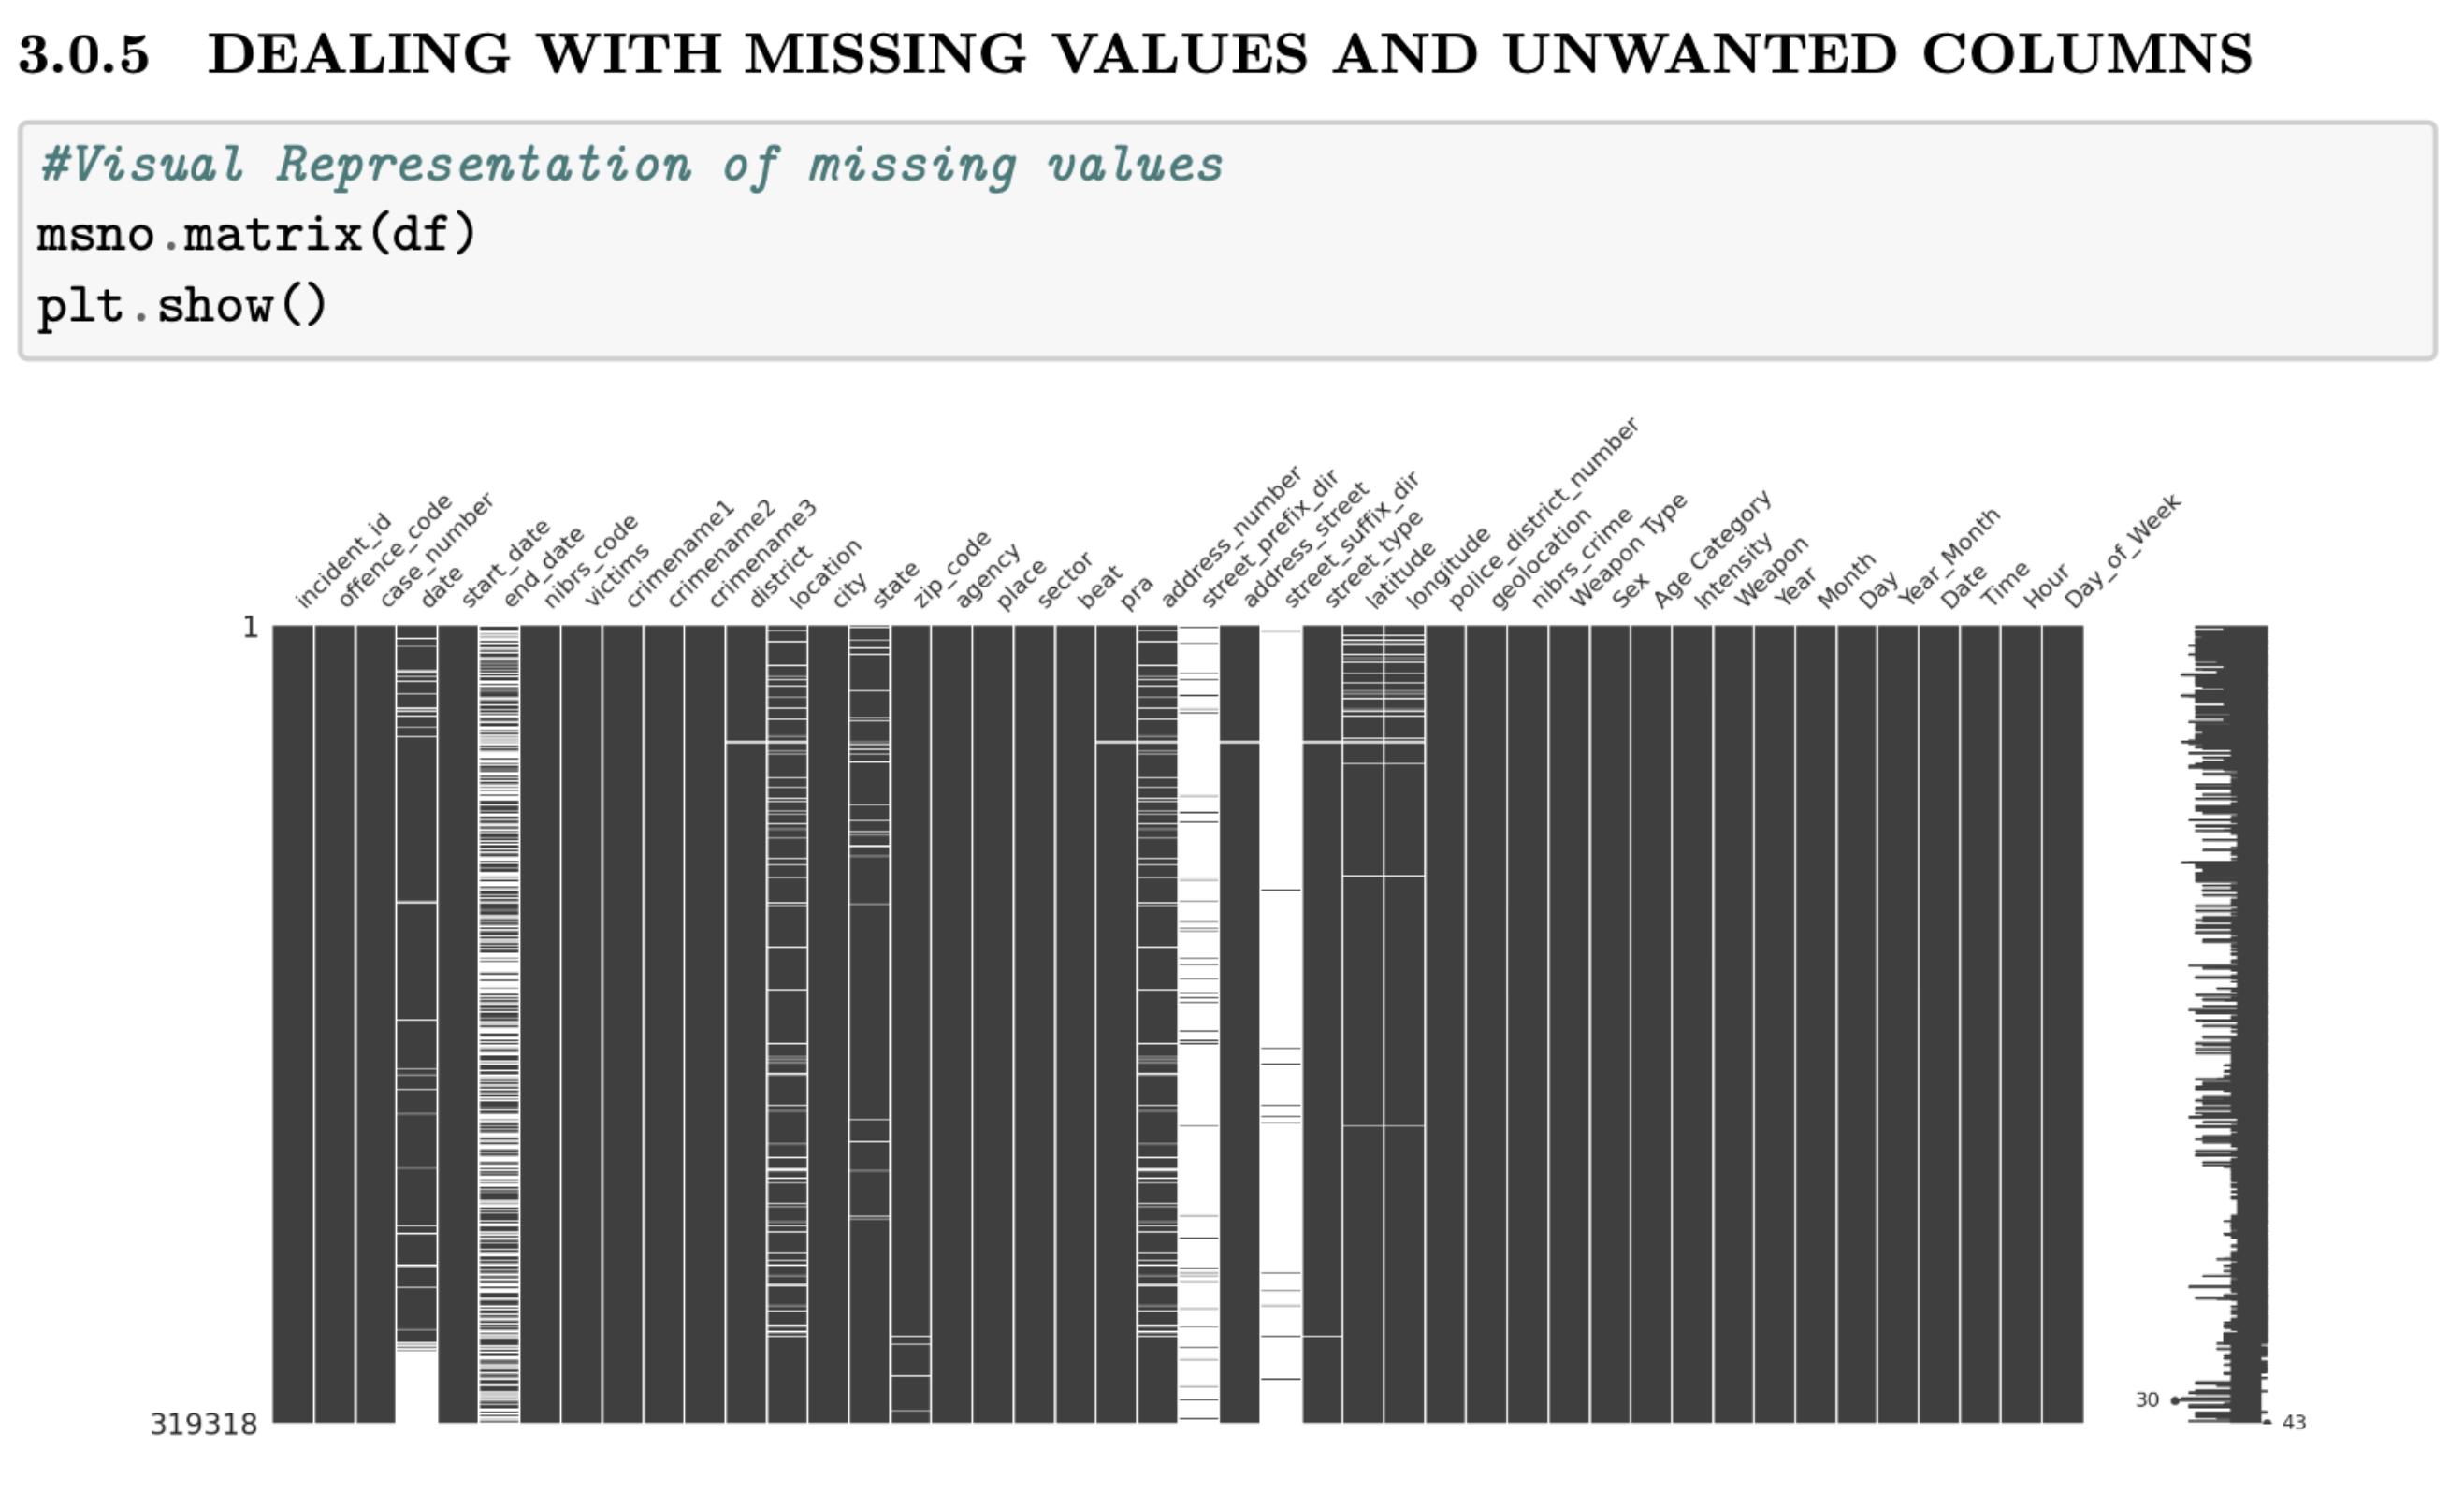 3.0.5 DEALING WITH MISSING VALUES AND UNWANTED COLUMNS
#Visual Representation of missing values
msno.matrix(df)
plt.show()
incident_id
offence_code
case_number
date
start_date
end_date
nibrs_code
victims
crimename1
crimename2
crimename3
district
location
city
state
zip_code
agency
place
sector
beat
pra
address_number
street_prefix_dir
address_street
street_suffix_dir
street_type
latitude
longitude
police_district_number
geolocation
nibrs_crime
Weapon Type
Sex
Age Category
Intensity
Weapon
Year
Month
Day
Year_Month
Date
Time
Hour
Day_of_Week
1
319318
30
43